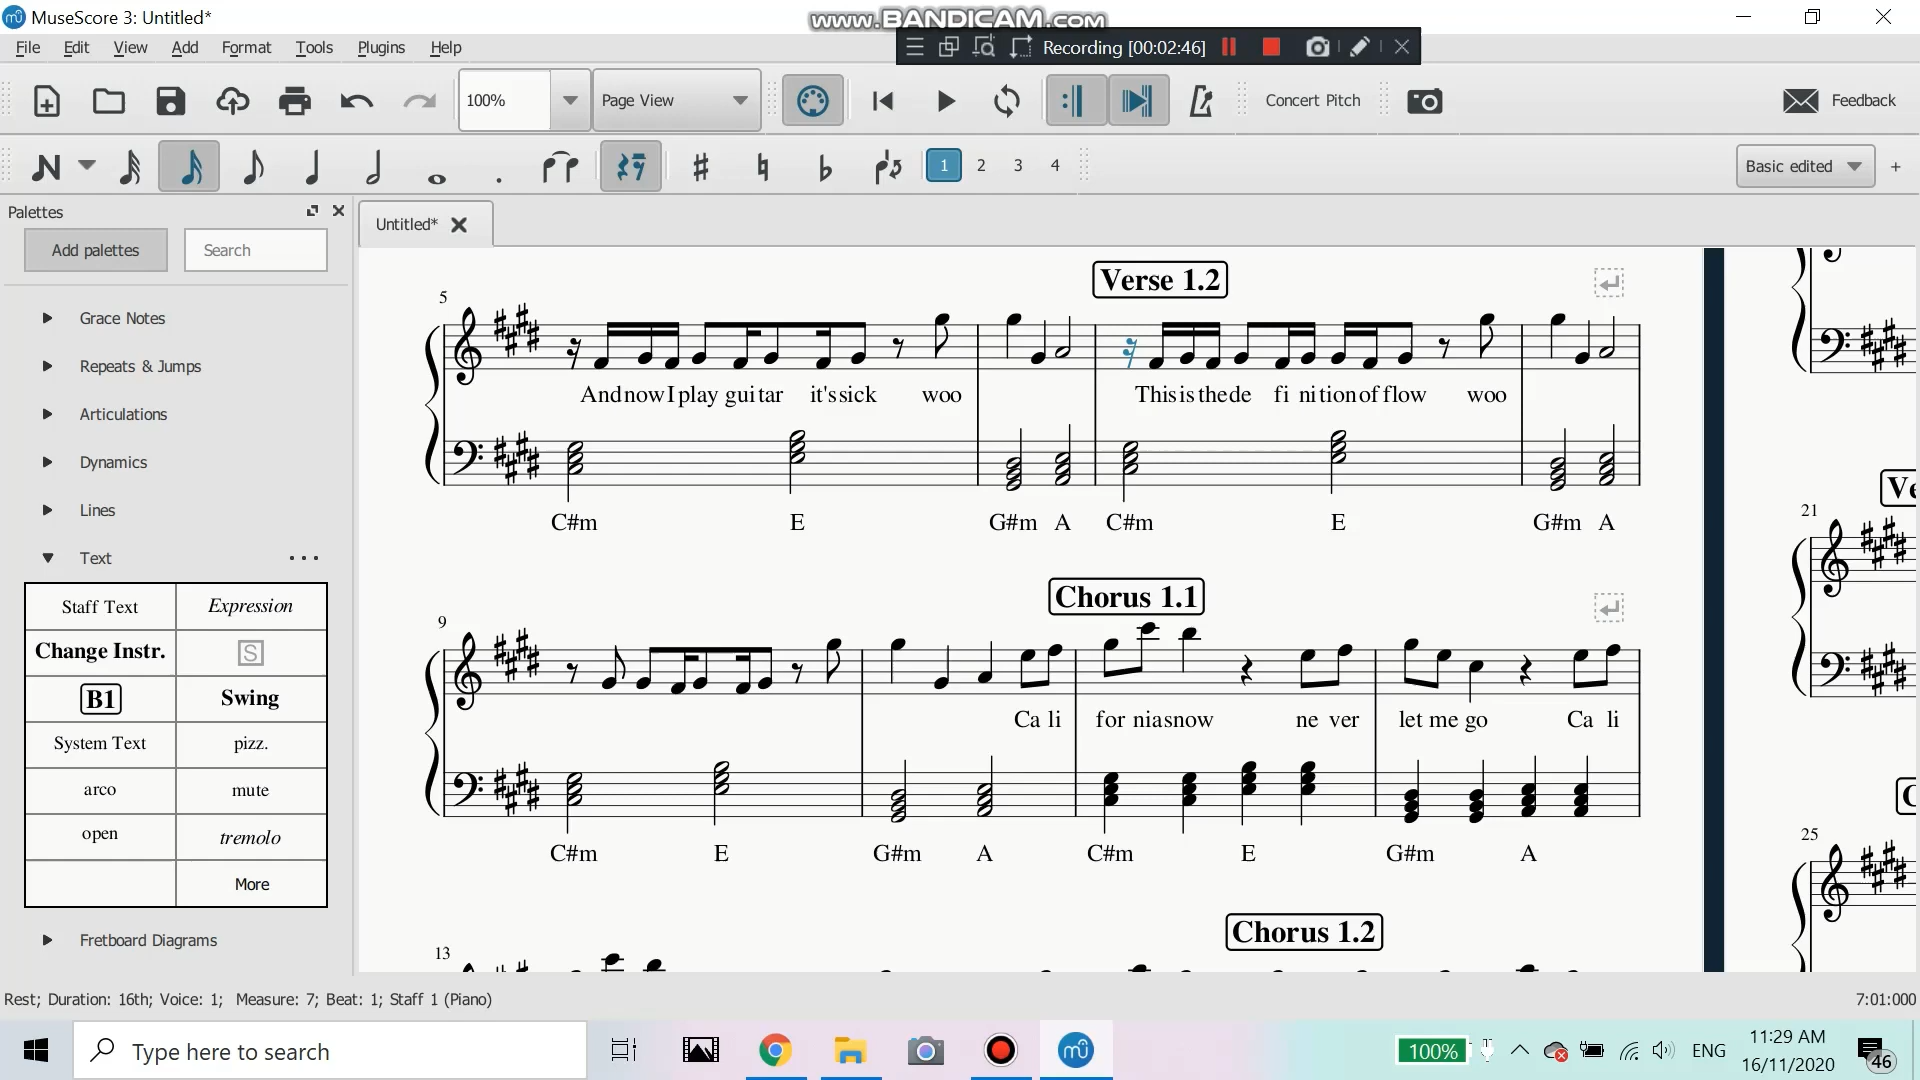 MuseScore 3: Untitled*
www.BANDICAM.com
File Edit View Add Format Tools Plugins Help
Recording [00:02:46]
100%
Page View
Concert Pitch
Feedback
1 2 3 4
Basic edited
+
Palettes
Untitled*
Add palettes
Search
Grace Notes
Repeats & Jumps
Articulations
Dynamics
Lines
Text
Staff Text
Expression
Change Instr.
S
B1
Swing
System Text
pizz.
arco
mute
open
tremolo
More
Fretboard Diagrams
Verse 1.2
5
And now I play gui tar it's sick woo
This is the de fi ni tion of flow woo
C#m E G#m A C#m E G#m A
Chorus 1.1
9
Ca li for nia snow ne ver let me go Ca li
C#m E G#m A C#m E G#m A
Chorus 1.2
13
21
25
Rest; Duration: 16th; Voice: 1; Measure: 7; Beat: 1; Staff 1 (Piano)
7:01:000
Type here to search
100%
ENG
11:29 AM
16/11/2020
46